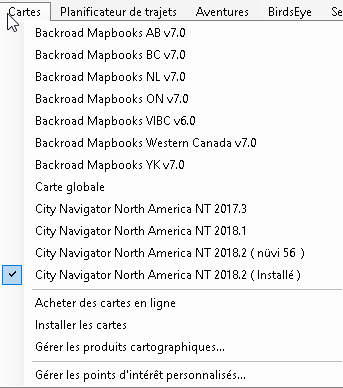 Cartes Planificateur de trajets Aventures BirdsEye Se
Backroad Mapbooks AB v7.0
Backroad Mapbooks BC v7.0
Backroad Mapbooks NL v7.0
Backroad Mapbooks ON v7.0
Backroad Mapbooks VIBC v6.0
Backroad Mapbooks Western Canada v7.0
Backroad Mapbooks YK v7.0
Carte globale
City Navigator North America NT 2017.3
City Navigator North America NT 2018.1
City Navigator North America NT 2018.2 ( nüvi 56 )
City Navigator North America NT 2018.2 ( Installé )
Acheter des cartes en ligne
Installer les cartes
Gérer les produits cartographiques...
Gérer les points d'intérêt personnalisés...